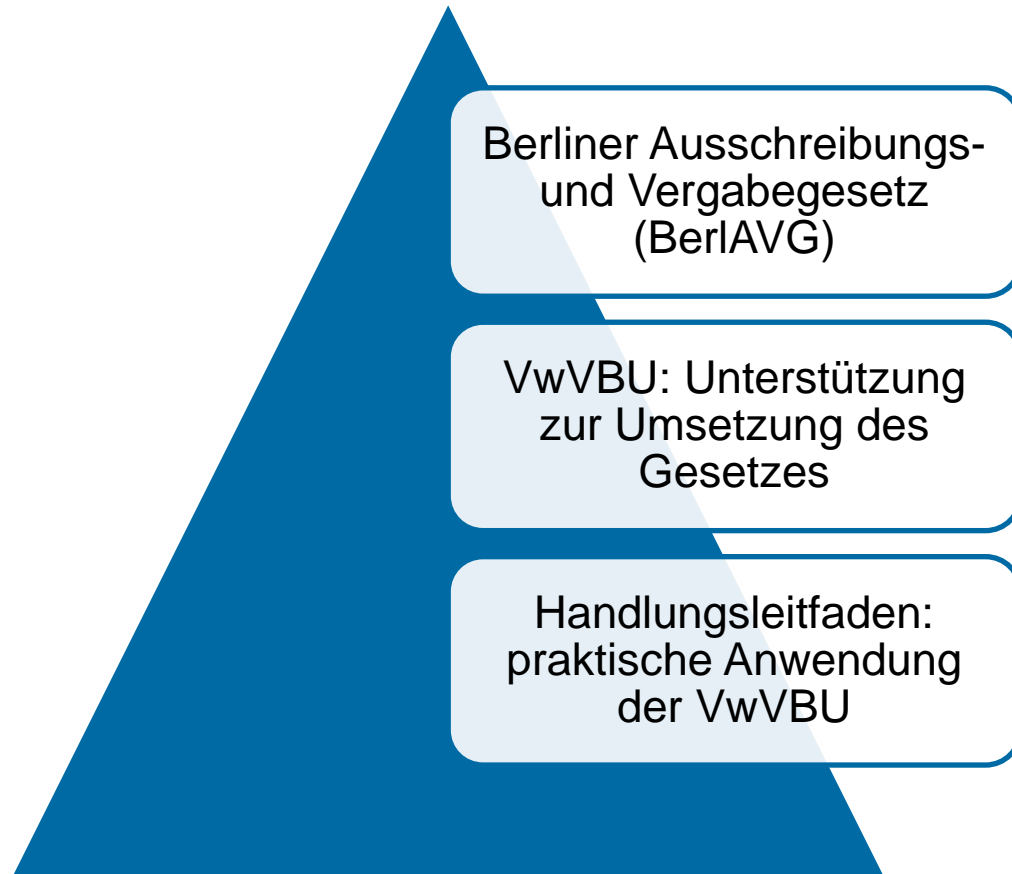 Berliner Ausschreibungs-
und Vergabegesetz
(BerlAVG)
VwVBU: Unterstützung
zur Umsetzung des
Gesetzes
Handlungsleitfaden:
praktische Anwendung
der VwVBU